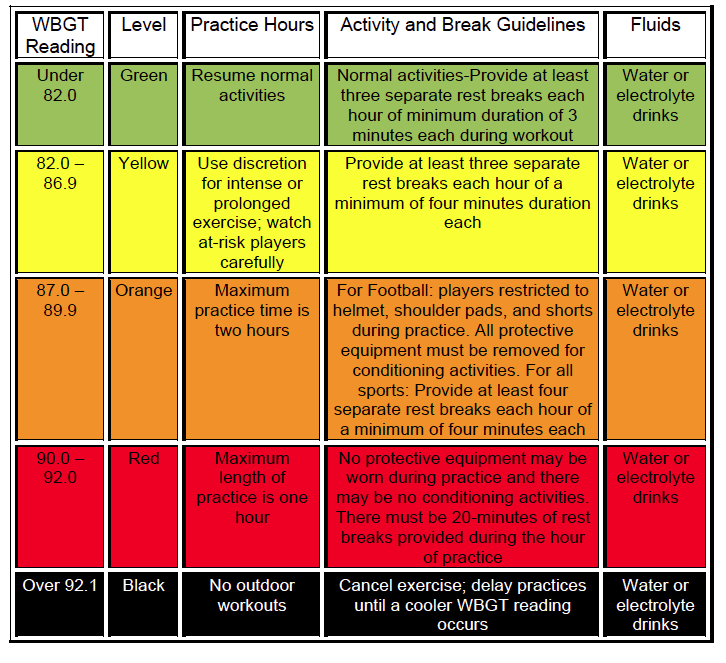 WBGT Reading
Level
Practice Hours
Activity and Break Guidelines
Fluids
Under 82.0
Green
Resume normal
activities
Normal activities-Provide at least
three separate rest breaks each
hour of minimum duration of 3
minutes each during workout
Water or
electrolyte
drinks
82.0 –
86.9
Yellow
Use discretion
for intense or
prolonged
exercise; watch
at-risk players
carefully
Provide at least three separate
rest breaks each hour of a
minimum of four minutes duration
each
Water or
electrolyte
drinks
87.0 –
89.9
Orange
Maximum
practice time is
two hours
For Football: players restricted to
helmet, shoulder pads, and shorts
during practice. All protective
equipment must be removed for
conditioning activities. For all
sports: Provide at least four
separate rest breaks each hour of
a minimum of four minutes each
Water or
electrolyte
drinks
90.0 –
92.0
Red
Maximum
length of
practice is one
hour
No protective equipment may be
worn during practice and there
may be no conditioning activities.
There must be 20-minutes of rest
breaks provided during the hour
of practice
Water or
electrolyte
drinks
Over 92.1
Black
No outdoor
workouts
Cancel exercise; delay practices
until a cooler WBGT reading
occurs
Water or
electrolyte
drinks